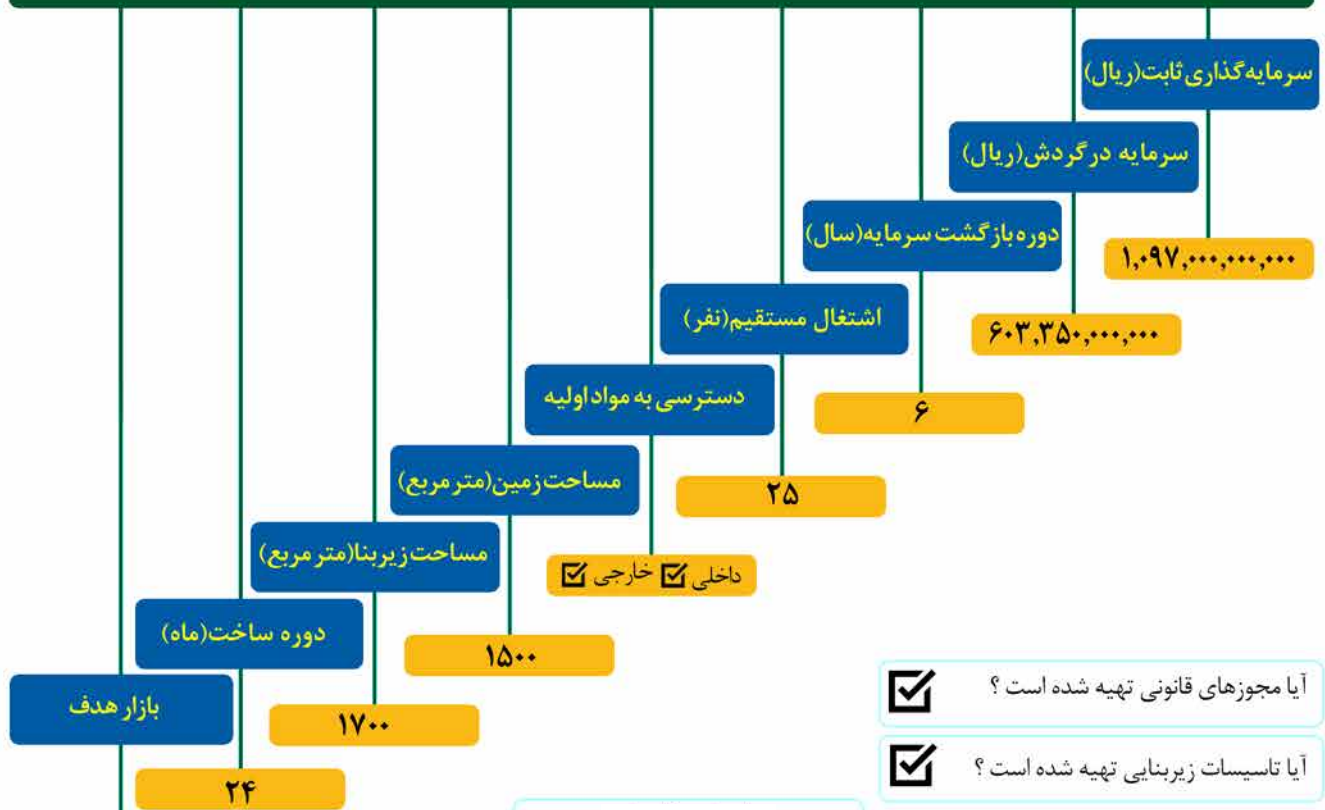 سرمایه‌گذاری ثابت(ریال)
۱,۰۹۷,۰۰۰,۰۰۰,۰۰۰
سرمایه در گردش(ریال)
۶۰۳,۳۵۰,۰۰۰,۰۰۰
دوره بازگشت سرمایه(سال)
۶
اشتغال مستقیم(نفر)
۲۵
دسترسی به مواد اولیه
داخلی ☑ خارجی ☑
مساحت زمین(متر مربع)
۱۵۰۰
مساحت زیربنا(متر مربع)
۱۷۰۰
دوره ساخت(ماه)
۲۴
بازار هدف
آیا مجوزهای قانونی تهیه شده است ؟ ☑
آیا تاسیسات زیربنایی تهیه شده است ؟ ☑